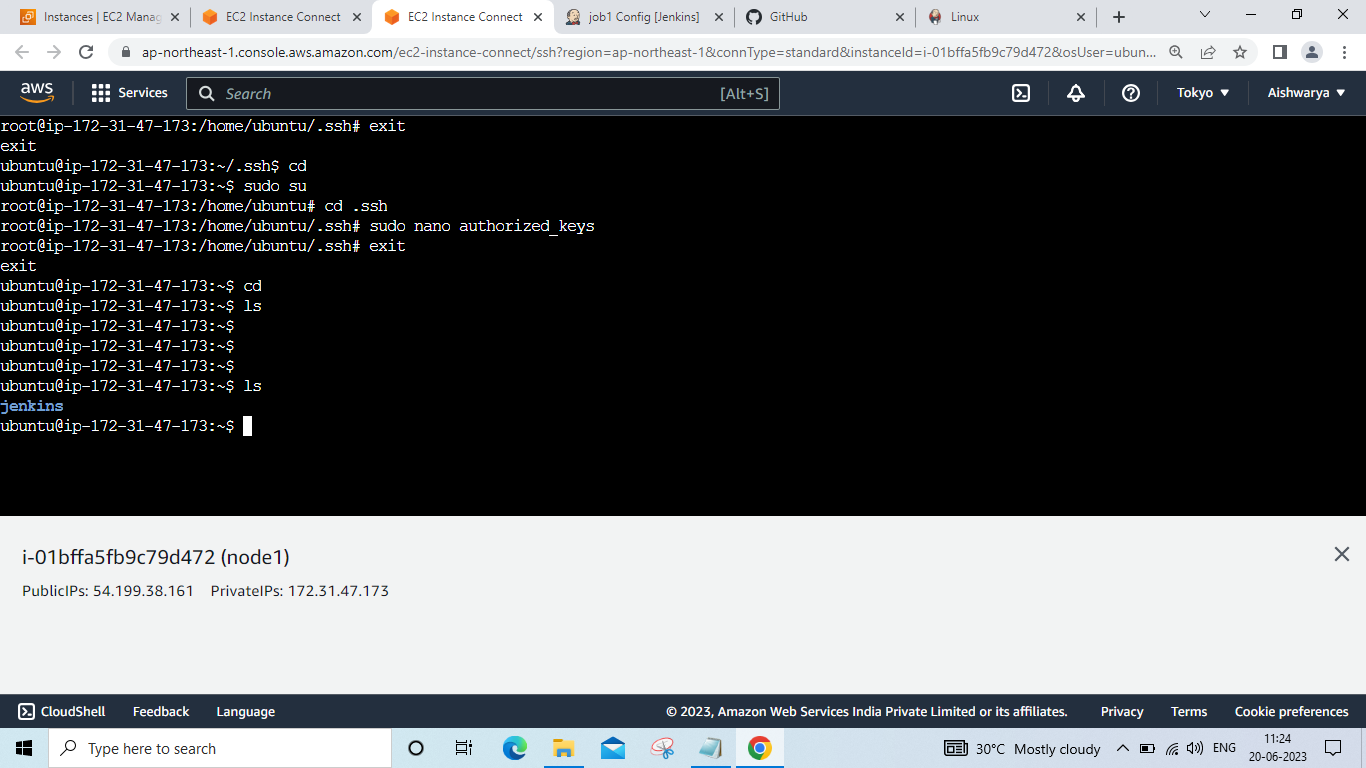 Instances | EC2 Manag
EC2 Instance Connect
EC2 Instance Connect
job1 Config [Jenkins]
GitHub
Linux
ap-northeast-1.console.aws.amazon.com/ec2-instance-connect/ssh?region=ap-northeast-1&connType=standard&instanceId=i-01bffa5fb9c79d472&osUser=ubun...
aws
Services
Search
[Alt+S]
Tokyo
Aishwarya
root@ip-172-31-47-173:/home/ubuntu/.ssh# exit
exit
ubuntu@ip-172-31-47-173:~/.ssh$ cd
ubuntu@ip-172-31-47-173:~$ sudo su
root@ip-172-31-47-173:/home/ubuntu# cd .ssh
root@ip-172-31-47-173:/home/ubuntu/.ssh# sudo nano authorized_keys
root@ip-172-31-47-173:/home/ubuntu/.ssh# exit
exit
ubuntu@ip-172-31-47-173:~$ cd
ubuntu@ip-172-31-47-173:~$ ls
ubuntu@ip-172-31-47-173:~$
ubuntu@ip-172-31-47-173:~$
ubuntu@ip-172-31-47-173:~$
ubuntu@ip-172-31-47-173:~$ ls
jenkins
ubuntu@ip-172-31-47-173:~$
i-01bffa5fb9c79d472 (node1)
PublicIPs: 54.199.38.161 PrivateIPs: 172.31.47.173
CloudShell
Feedback
Language
© 2023, Amazon Web Services India Private Limited or its affiliates.
Privacy
Terms
Cookie preferences
Type here to search
30°C Mostly cloudy
ENG
11:24
20-06-2023